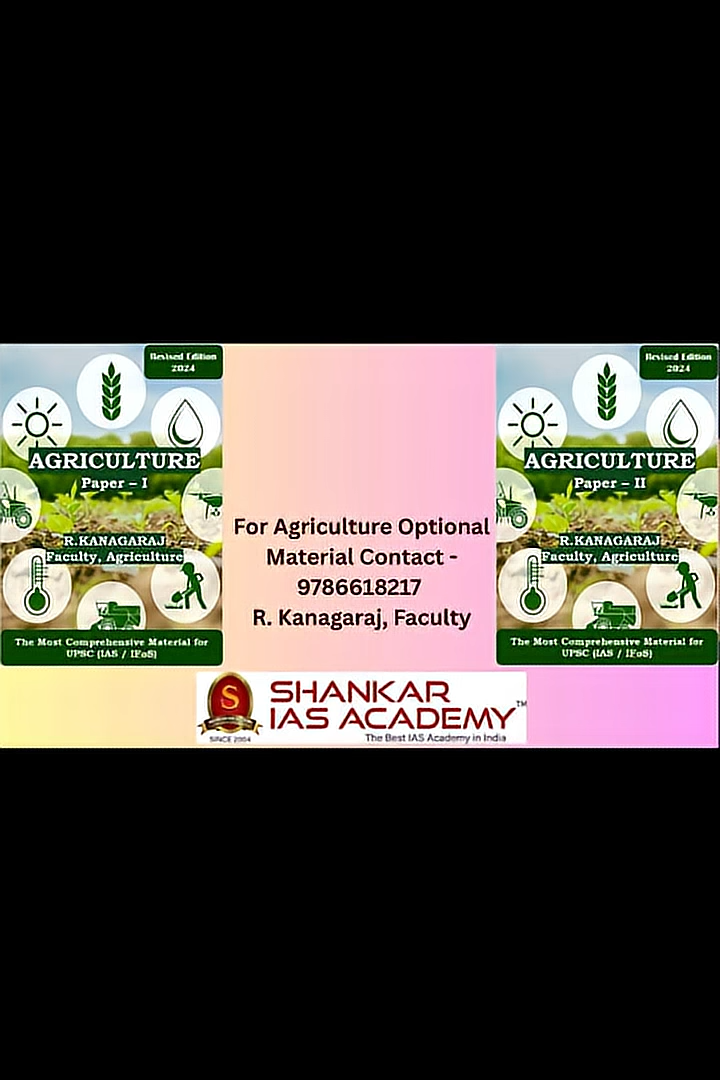 Revised Edition
2024
AGRICULTURE
Paper – I
R.KANAGARAJ
Faculty, Agriculture
The Most Comprehensive Material for
UPSC (IAS / IFoS)
For Agriculture Optional
Material Contact -
9786618217
R. Kanagaraj, Faculty
Revised Edition
2024
AGRICULTURE
Paper – II
R.KANAGARAJ
Faculty, Agriculture
The Most Comprehensive Material for
UPSC (IAS / IFoS)
S
SHANKAR
IAS ACADEMY™
The Best IAS Academy in India
SINCE 2004